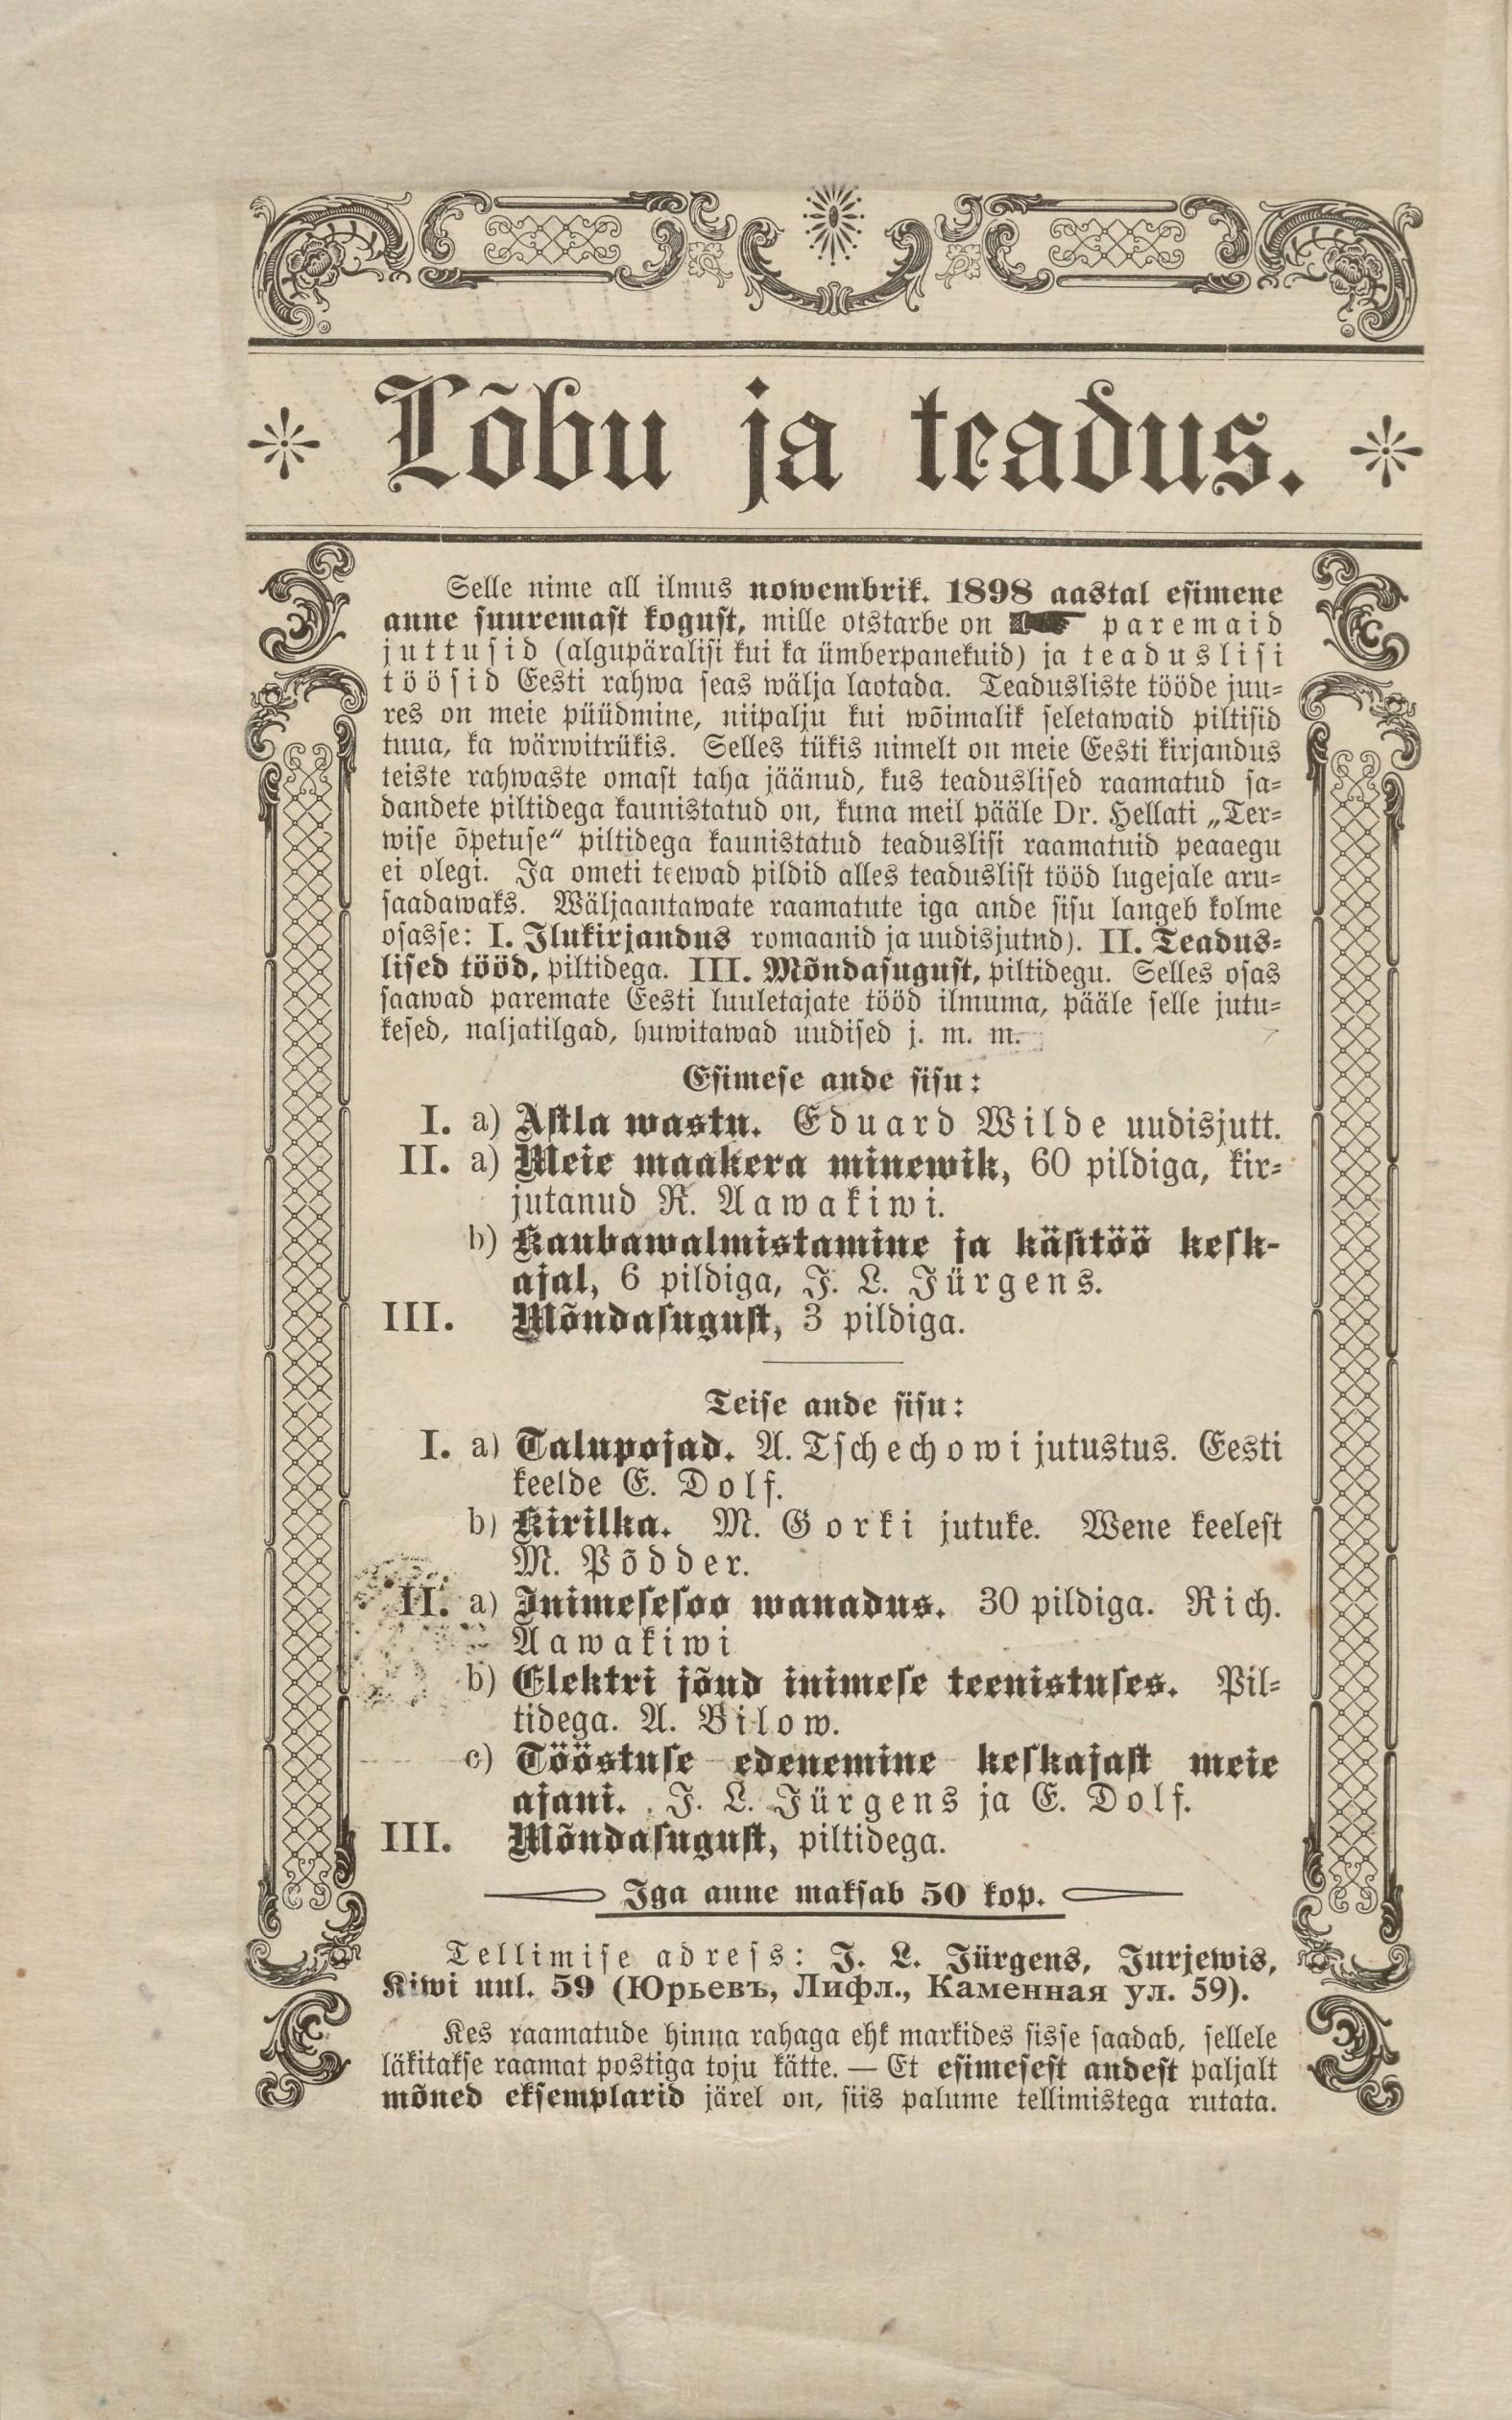 Lõbu ja teadus.
Selle nime all ilmus nowembrik. 1898 aastal esimene
anne suuremast kogust, mille otstarbe on paremaid
juttusid (algupäralisi kui ka ümberpanekuid) ja teaduslisi
töösid Eesti rahwa seas wälja laotada. Teadusliste tööde juu-
res on meie püüdmine, niipalju kui wõimalik seletawaid piltisid
tuua, ka wärwitrükis. Selles tükis nimelt on meie Eesti kirjandus
teiste rahwaste omast taha jäänud, kus teaduslised raamatud sa-
dandete piltidega kaunistatud on, kuna meil pääle Dr. Hellati „Ter-
wise õpetuse“ piltidega kaunistatud teaduslisi raamatuid peaaegu
ei olegi. Ja ometi teewad pildid alles teaduslist tööd lugejale aru-
saadawaks. Wäljaantawate raamatute iga ande sisu langeb kolme
osasse: I. Ilukirjandus romaanid ja uudisjutnd). II. Teadus-
lised tööd, piltidega. III. Mõndasugust, piltidegu. Selles osas
saawad paremate Eesti luuletajate tööd ilmuma, pääle selle jutu-
kesed, naljatilgad, huwitawad uudised j. m. m.
Esimese ande sisu:
I. a) Astla wastu. Eduard Wilde uudisjutt.
II. a) Meie maakera minewik, 60 pildiga, kir-
jutanud R. Aawakiwi.
b) Kaubawalmistamine ja käsitöö kesk-
ajal, 6 pildiga, J. L. Jürgens.
III. Mõndasugust, 3 pildiga.
Teise ande sisu:
I. a) Talupojad. A. Tschechowi jutustus. Eesti
keelde E. Dolf.
b) Kirilka. M. Gorki jutuke. Wene keelest
M. Põdder.
II. a) Inimesesoo wanadus. 30 pildiga. Rich.
Aawakiwi
b) Elektri jõud inimese teenistuses. Pil-
tidega. A. Bilow.
c) Tööstuse edenemine keskajast meie
ajani. J. L. Jürgens ja E. Dolf.
III. Mõndasugust, piltidega.
Iga anne maksab 50 kop.
Tellimise adress: J. L. Jürgens, Jurjewis,
Kiwi uul. 59 (Юрьевъ, Лифл., Каменная ул. 59).
Kes raamatude hinna rahaga ehk markides sisse saadab, sellele
läkitakse raamat postiga toju kätte. — Et esimesest andest paljalt
mõned eksemplarid järel on, siis palume tellimistega rutata.